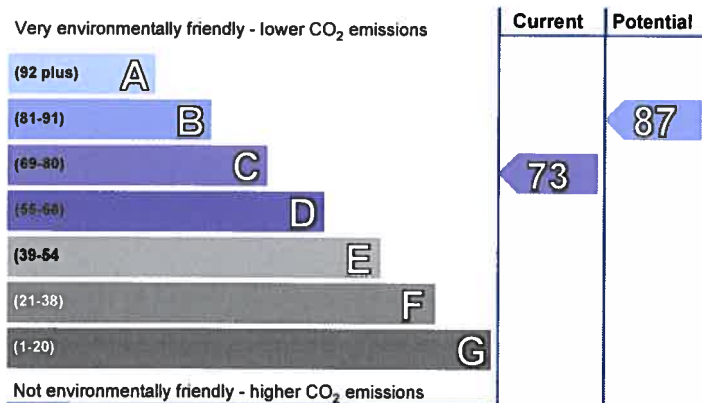 Current Potential
Very environmentally friendly - lower CO₂ emissions
(92 plus) A
(81-91) B 87
(69-80) C 73
(55-68) D
(39-54 E
(21-38) F
(1-20) G
Not environmentally friendly - higher CO₂ emissions